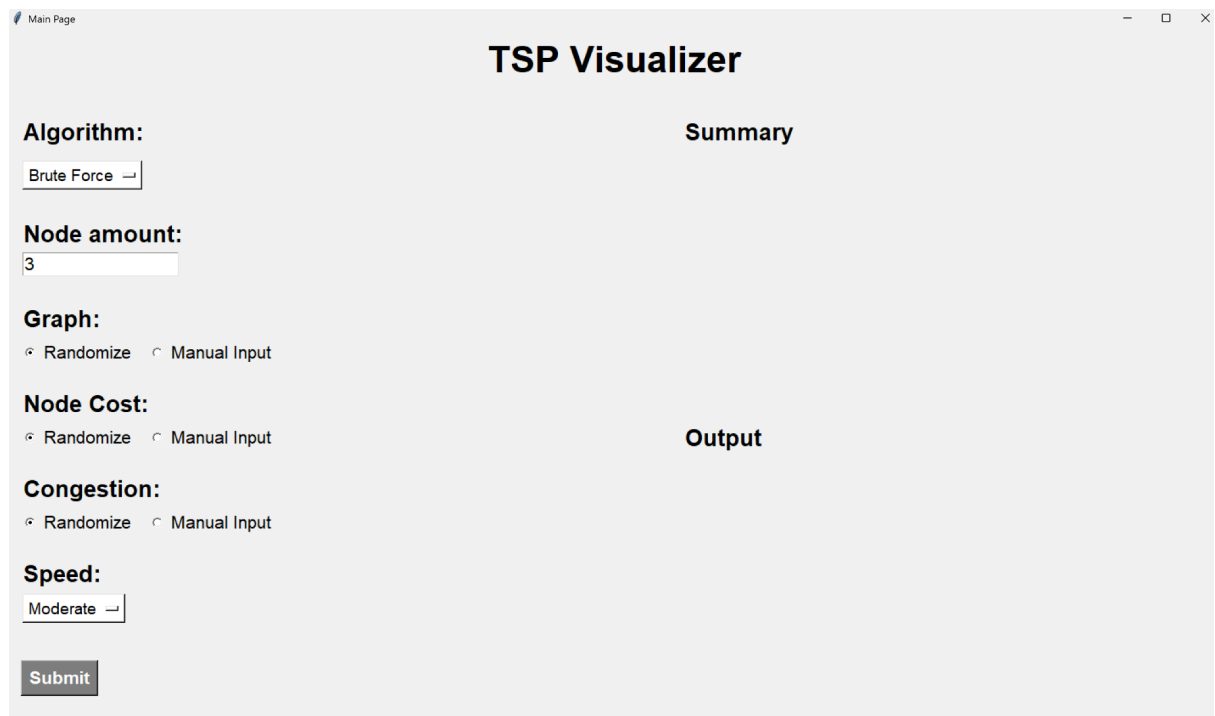 Main Page
TSP Visualizer
Algorithm:
Brute Force
Node amount:
3
Graph:
Randomize Manual Input
Node Cost:
Randomize Manual Input
Congestion:
Randomize Manual Input
Speed:
Moderate
Submit
Summary
Output